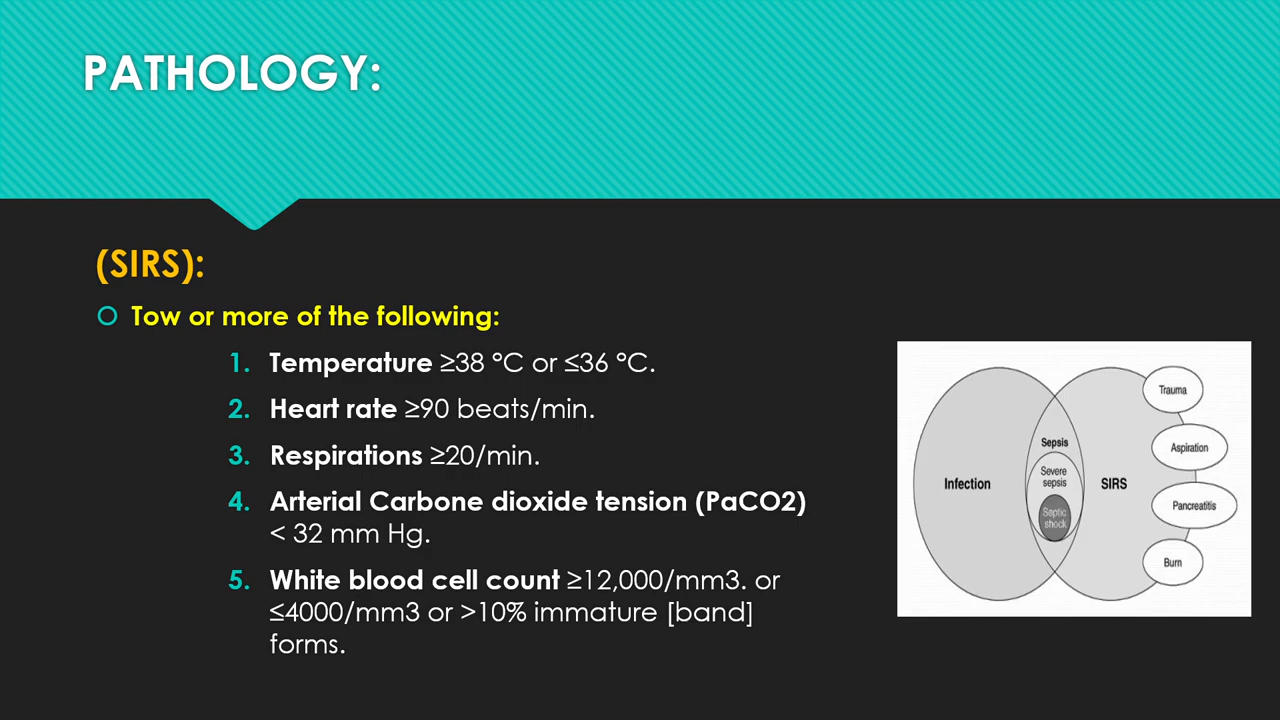 PATHOLOGY:
(SIRS):
Tow or more of the following:
1. Temperature ≥38 °C or ≤36 °C.
2. Heart rate ≥90 beats/min.
3. Respirations ≥20/min.
4. Arterial Carbone dioxide tension (PaCO2)
< 32 mm Hg.
5. White blood cell count ≥12,000/mm3. or
≤4000/mm3 or >10% immature [band]
forms.
Infection
Sepsis
Severe
sepsis
Septic
shock
SIRS
Trauma
Aspiration
Pancreatitis
Burn